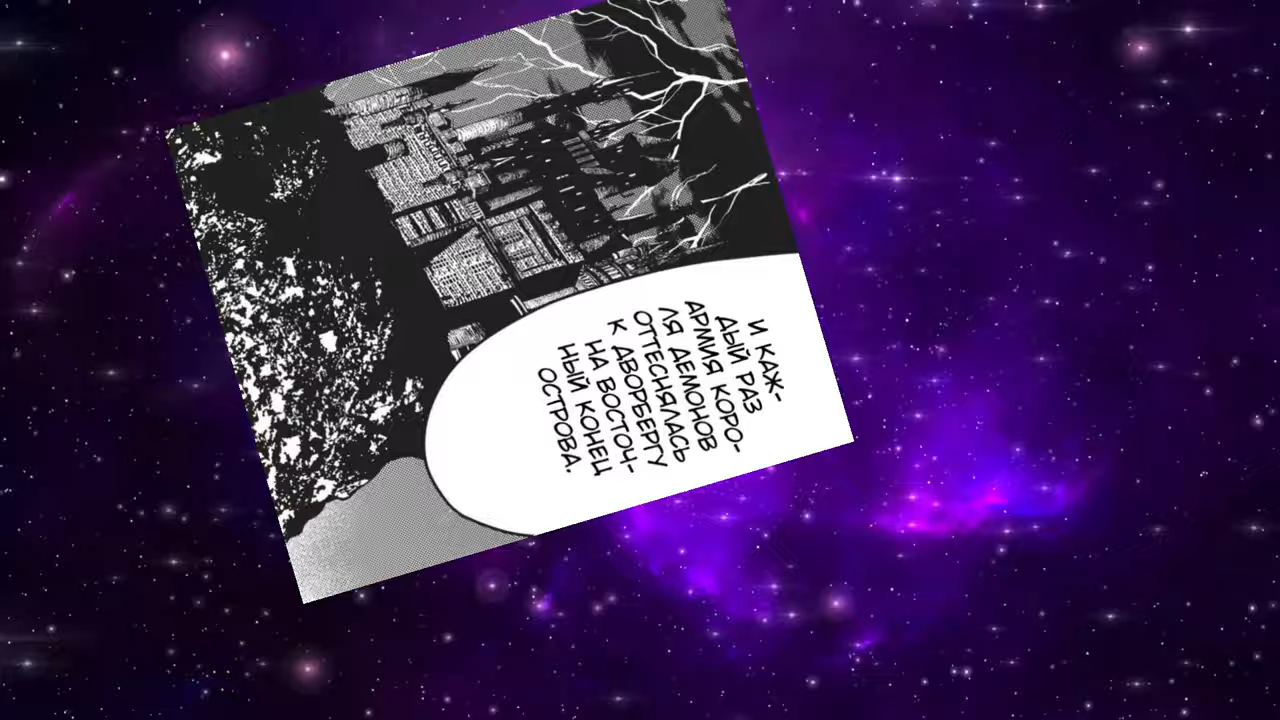 И КАЖ-
ДЫЙ РАЗ
АРМИЯ КОРО-
ЛЯ ДЕМОНОВ
ОТТЕСНЯЛАСЬ
К ДВОРБЕРГУ
НА ВОСТОЧ-
НЫЙ КОНЕЦ
ОСТРОВА.